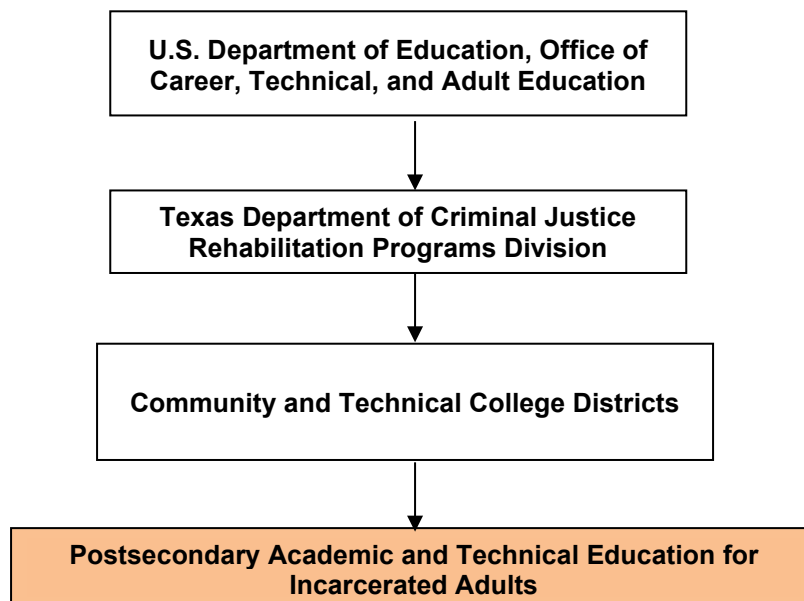 U.S. Department of Education, Office of
Career, Technical, and Adult Education
Texas Department of Criminal Justice
Rehabilitation Programs Division
Community and Technical College Districts
Postsecondary Academic and Technical Education for
Incarcerated Adults